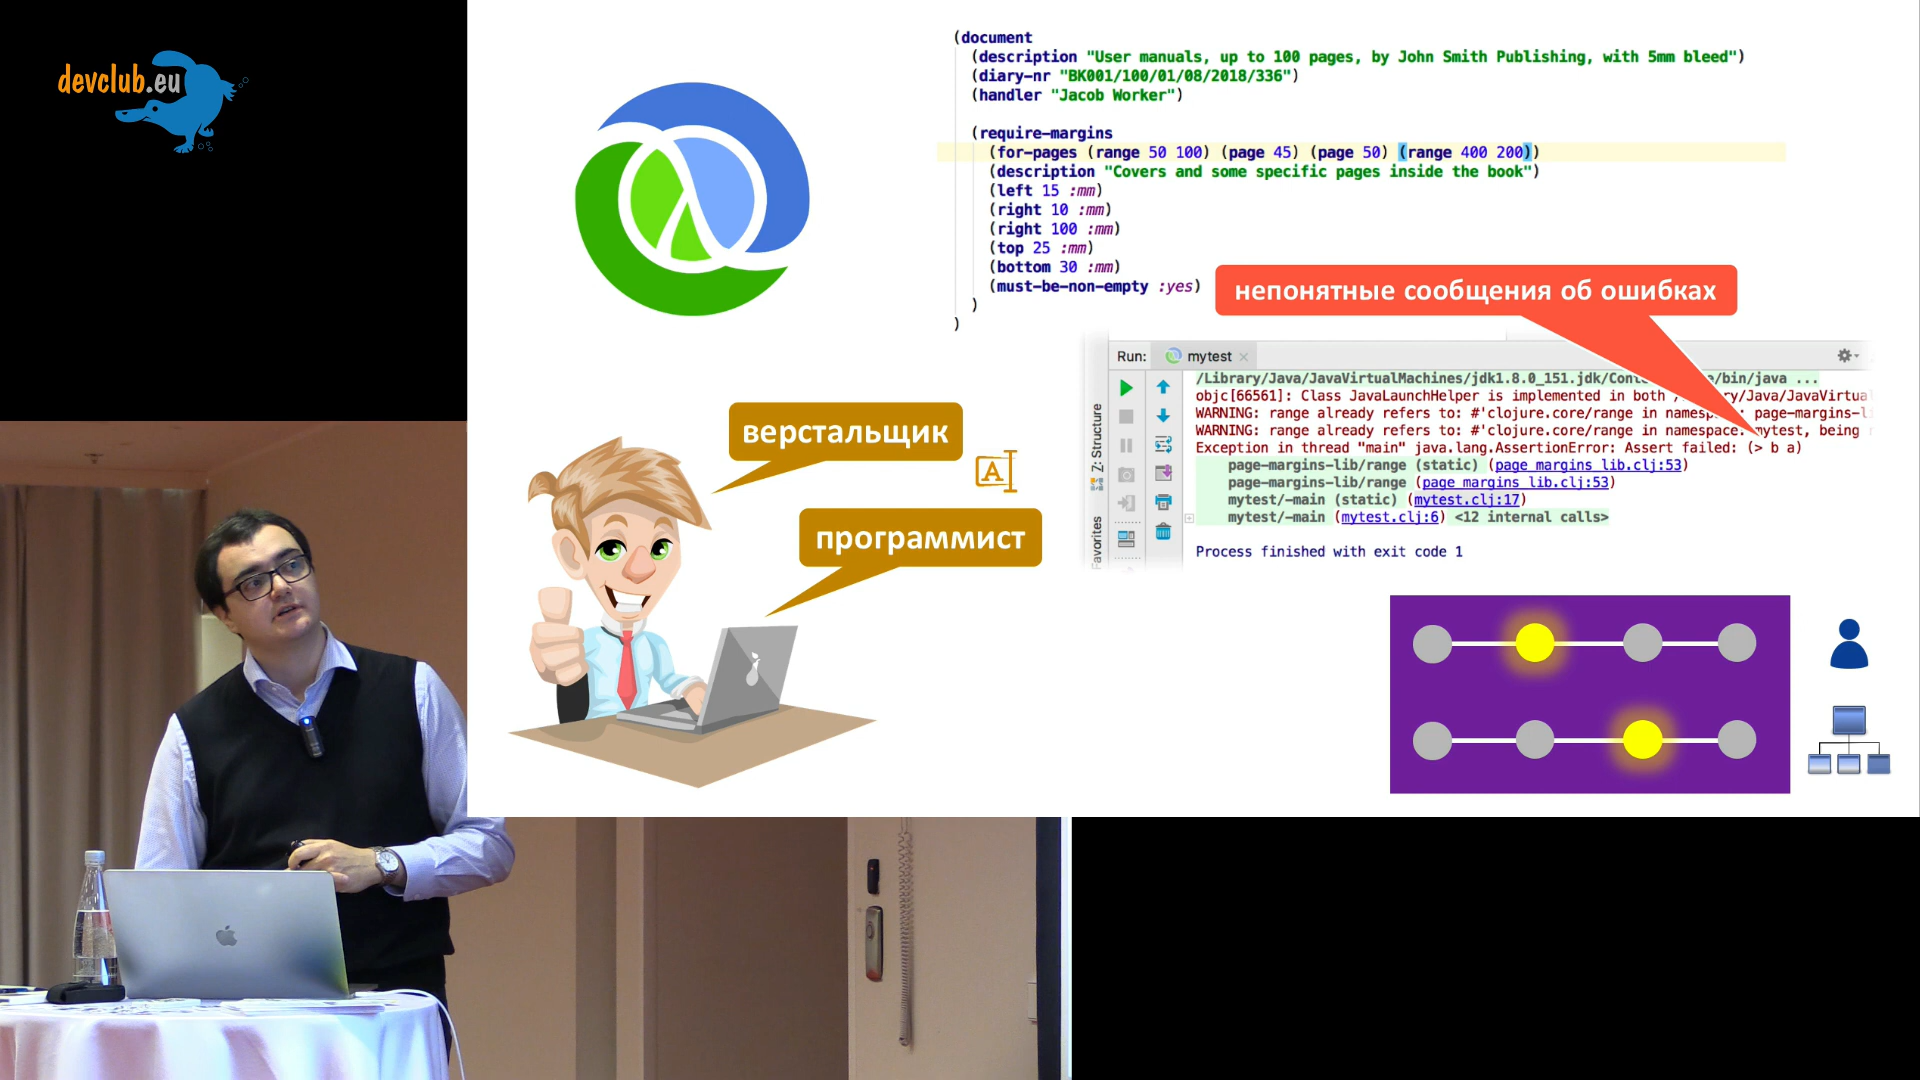 devclub.eu
(document
(description "User manuals, up to 100 pages, by John Smith Publishing, with 5mm bleed")
(diary-nr "BK001/100/01/08/2018/336")
(handler "Jacob Worker")
(require-margins
(for-pages (range 50 100) (page 45) (page 50) (range 400 200))
(description "Covers and some specific pages inside the book")
(left 15 :mm)
(right 10 :mm)
(right 100 :mm)
(top 25 :mm)
(bottom 30 :mm)
(must-be-non-empty :yes)
)
)
непонятные сообщения об ошибках
Run: mytest
/Library/Java/JavaVirtualMachines/jdk1.8.0_151.jdk/Conte /bin/java ...
objc[66561]: Class JavaLaunchHelper is implemented in both /Java/JavaVirtual
WARNING: range already refers to: #'clojure.core/range in namespace: page-margins-l
WARNING: range already refers to: #'clojure.core/range in namespace: mytest, being
Exception in thread "main" java.lang.AssertionError: Assert failed: (> b a)
page-margins-lib/range (static) (page_margins_lib.clj:53)
page-margins-lib/range (page_margins_lib.clj:53)
mytest/-main (static) (mytest.clj:17)
mytest/-main (mytest.clj:6) <12 internal calls>
Process finished with exit code 1
Z: Structure
Favorites
верстальщик
A
программист